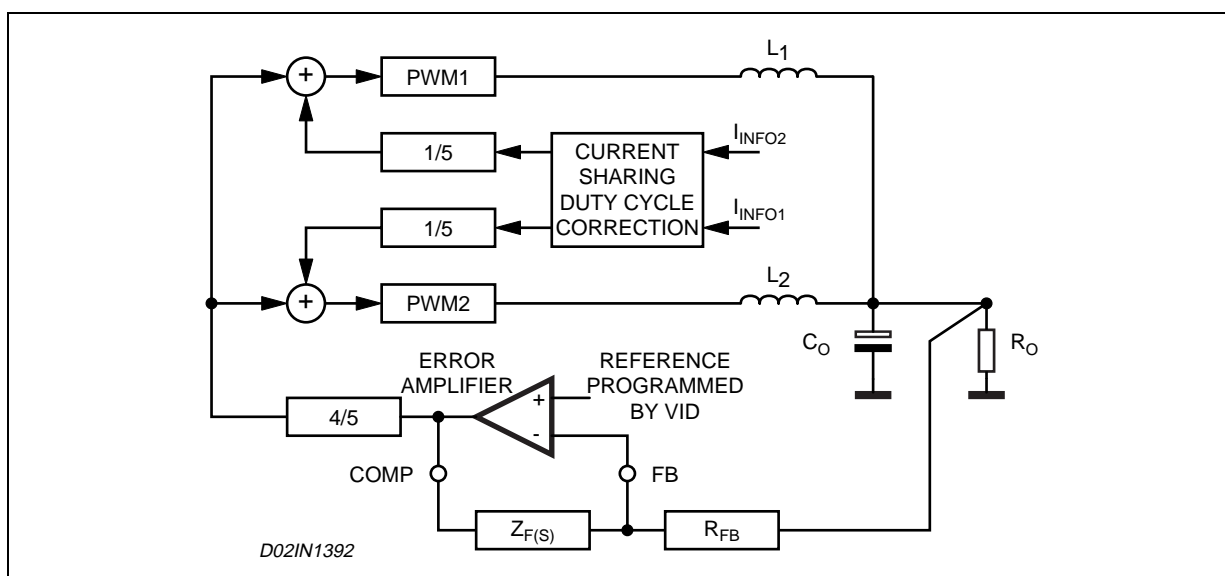 L1
PWM1
IINFO2
1/5
CURRENT
SHARING
DUTY CYCLE
CORRECTION
IINFO1
1/5
L2
PWM2
CO
RO
ERROR
AMPLIFIER
REFERENCE
PROGRAMMED
BY VID
4/5
COMP
FB
ZF(S)
RFB
D02IN1392
+
+
+
-